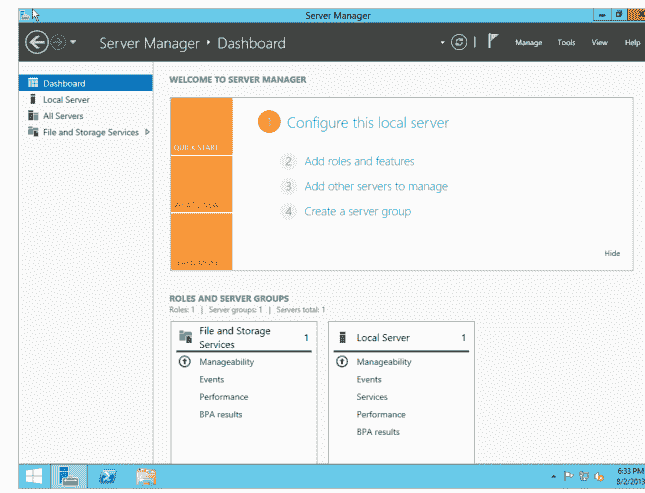 Server Manager
Server Manager • Dashboard
Manage Tools View Help
Dashboard
Local Server
All Servers
File and Storage Services
WELCOME TO SERVER MANAGER
QUICK START
1 Configure this local server
2 Add roles and features
3 Add other servers to manage
4 Create a server group
Hide
ROLES AND SERVER GROUPS
Roles: 1 | Server groups: 1 | Servers total: 1
File and Storage Services 1
Manageability
Events
Performance
BPA results
Local Server 1
Manageability
Events
Services
Performance
BPA results
6:33 PM
8/2/2013